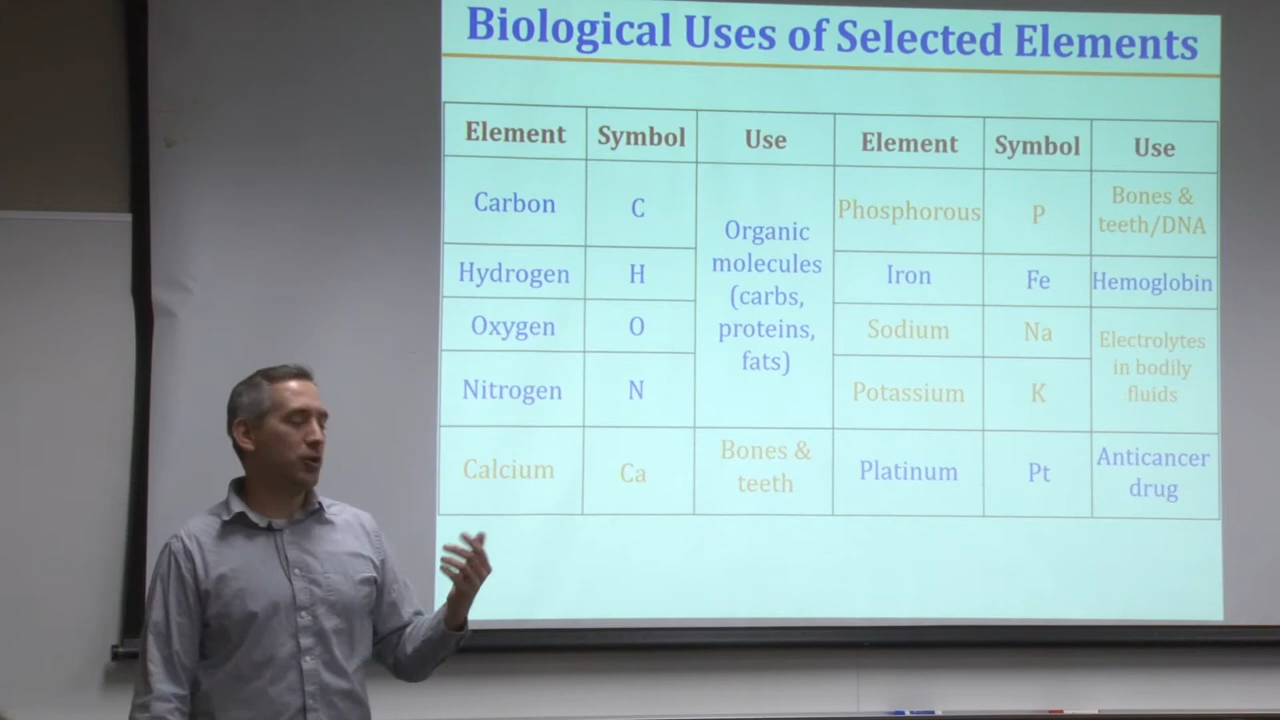 Biological Uses of Selected Elements
Element Symbol Use Element Symbol Use
Carbon C Organic molecules (carbs, proteins, fats) Phosphorous P Bones & teeth/DNA
Hydrogen H Iron Fe Hemoglobin
Oxygen O Sodium Na Electrolytes in bodily fluids
Nitrogen N Potassium K
Calcium Ca Bones & teeth Platinum Pt Anticancer drug